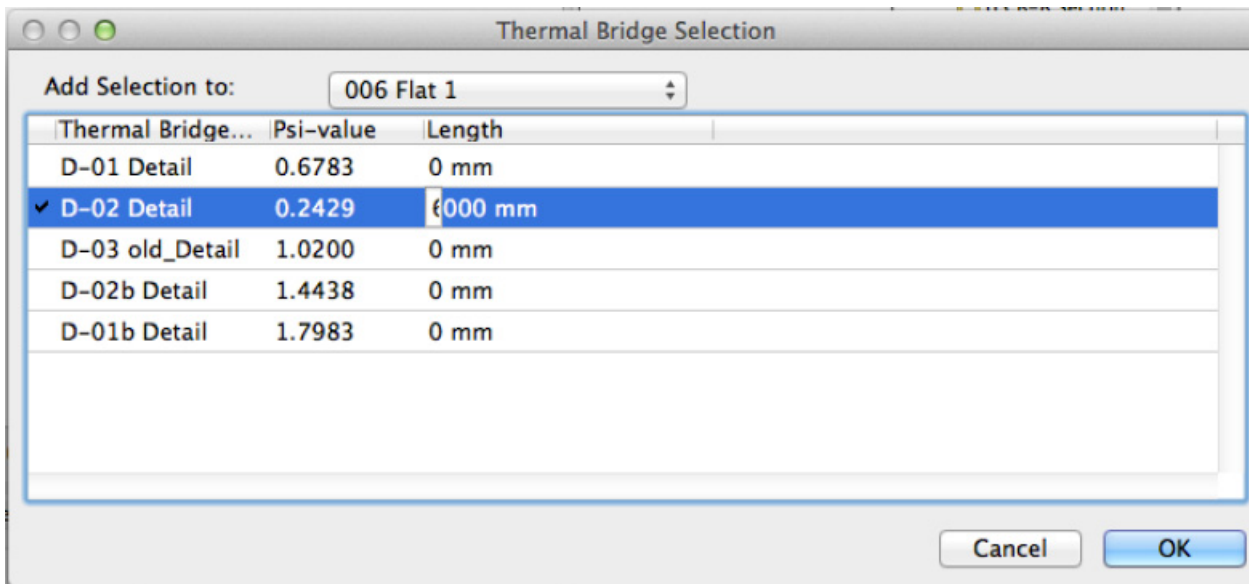 Thermal Bridge Selection
Add Selection to: 006 Flat 1
Thermal Bridge... Psi-value Length
D-01 Detail 0.6783 0 mm
✔ D-02 Detail 0.2429 6000 mm
D-03 old_Detail 1.0200 0 mm
D-02b Detail 1.4438 0 mm
D-01b Detail 1.7983 0 mm
Cancel OK